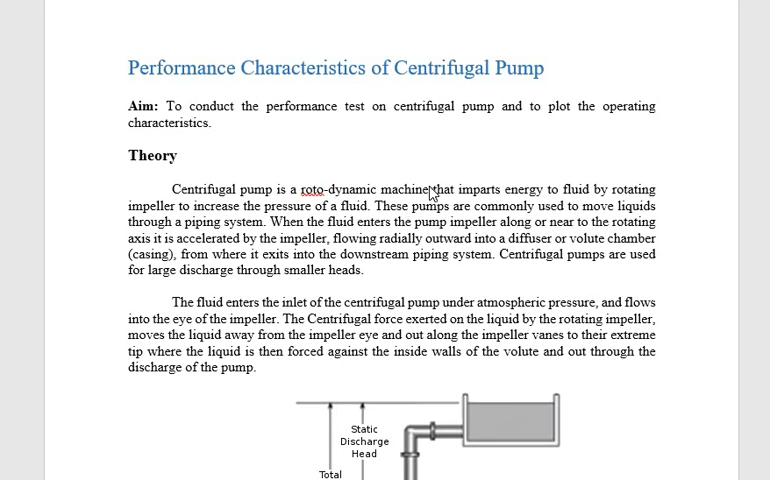 Performance Characteristics of Centrifugal Pump
Aim: To conduct the performance test on centrifugal pump and to plot the operating
characteristics.
Theory
Centrifugal pump is a roto-dynamic machine that imparts energy to fluid by rotating
impeller to increase the pressure of a fluid. These pumps are commonly used to move liquids
through a piping system. When the fluid enters the pump impeller along or near to the rotating
axis it is accelerated by the impeller, flowing radially outward into a diffuser or volute chamber
(casing), from where it exits into the downstream piping system. Centrifugal pumps are used
for large discharge through smaller heads.
The fluid enters the inlet of the centrifugal pump under atmospheric pressure, and flows
into the eye of the impeller. The Centrifugal force exerted on the liquid by the rotating impeller,
moves the liquid away from the impeller eye and out along the impeller vanes to their extreme
tip where the liquid is then forced against the inside walls of the volute and out through the
discharge of the pump.
Static
Discharge
Head
Total